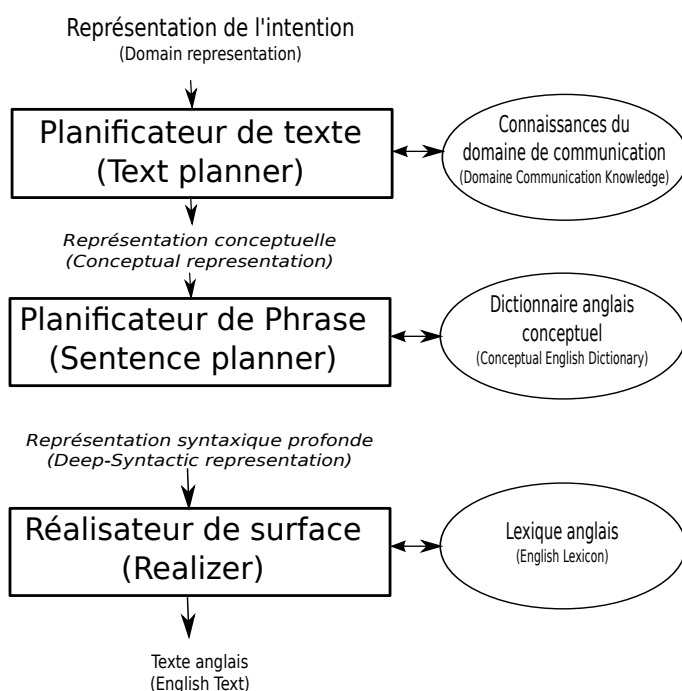 Représentation de l'intention
(Domain representation)
Planificateur de texte
(Text planner)
Connaissances du
domaine de communication
(Domaine Communication Knowledge)
Représentation conceptuelle
(Conceptual representation)
Planificateur de Phrase
(Sentence planner)
Dictionnaire anglais
conceptuel
(Conceptual English Dictionary)
Représentation syntaxique profonde
(Deep-Syntactic representation)
Réalisateur de surface
(Realizer)
Lexique anglais
(English Lexicon)
Texte anglais
(English Text)